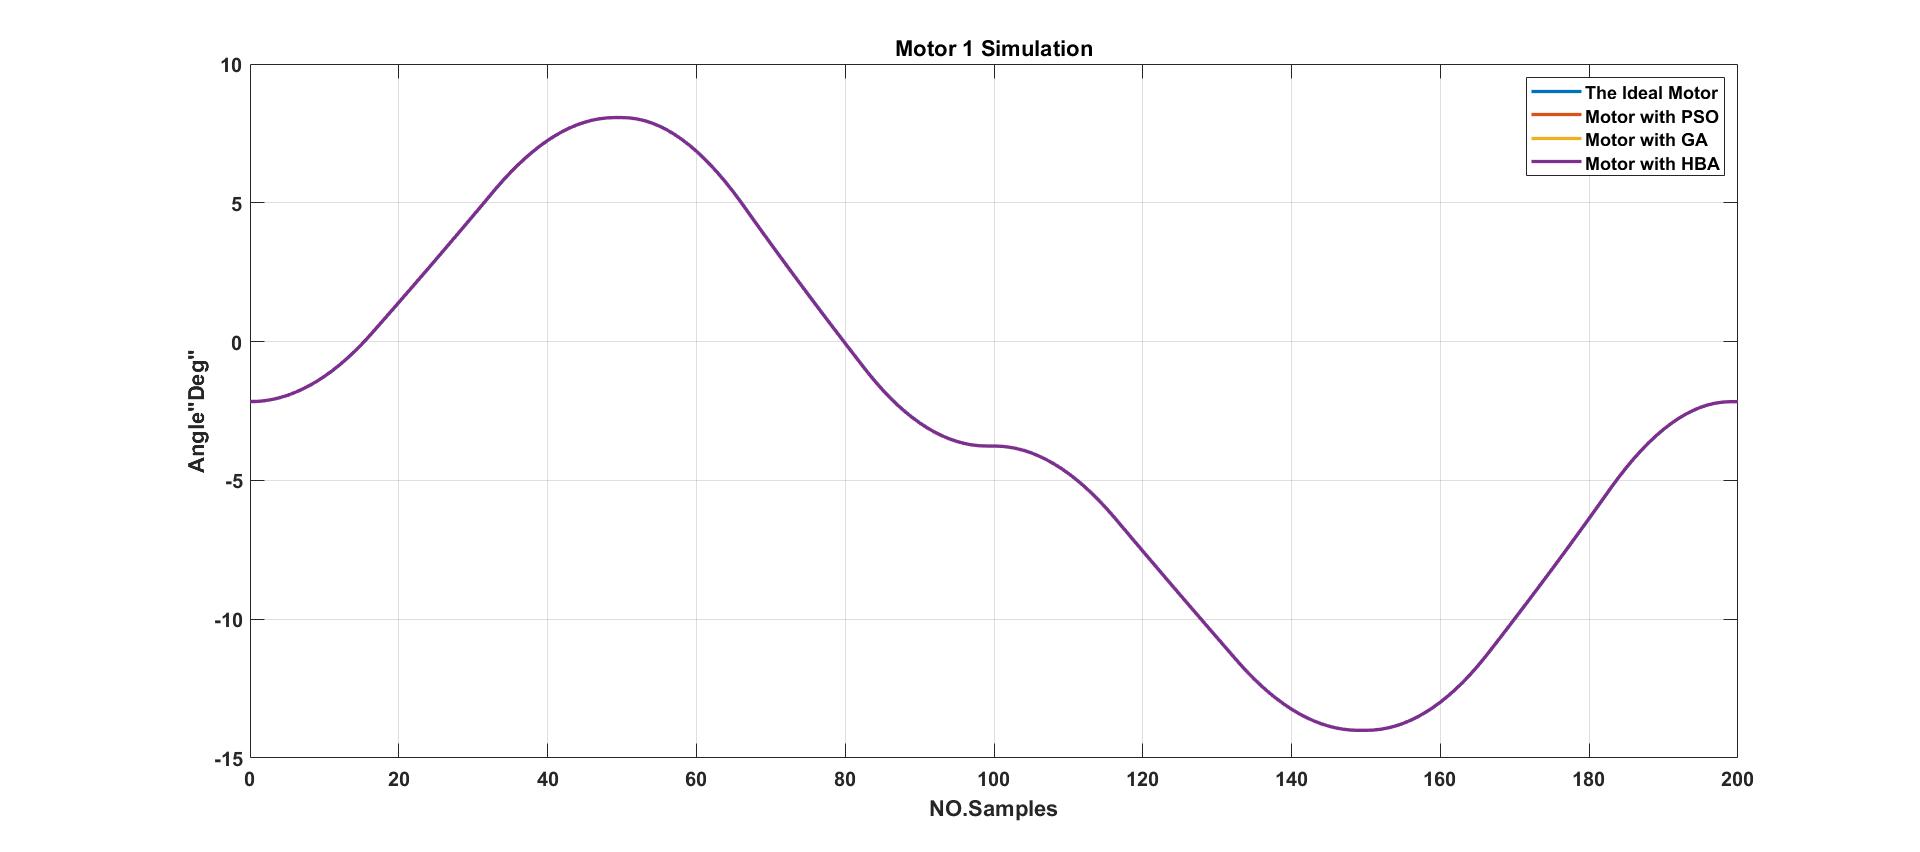 Motor 1 Simulation
10
5
0
-5
-10
-15
Angle"Deg"
The Ideal Motor
Motor with PSO
Motor with GA
Motor with HBA
0 20 40 60 80 100 120 140 160 180 200
NO.Samples